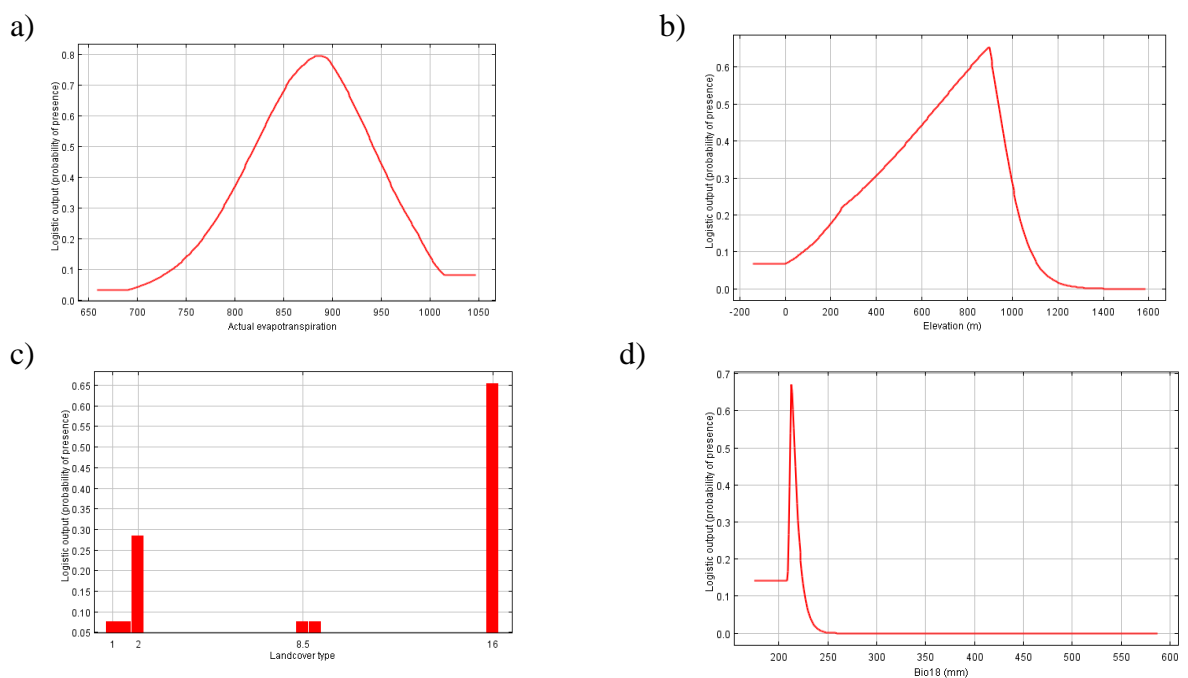 a)
Logistic output (probability of presence)
0.8
0.7
0.6
0.5
0.4
0.3
0.2
0.1
0.0
650 700 750 800 850 900 950 1000 1050
Actual evapotranspiration
b)
Logistic output (probability of presence)
0.6
0.5
0.4
0.3
0.2
0.1
0.0
-200 0 200 400 600 800 1000 1200 1400 1600
Elevation (m)
c)
Logistic output (probability of presence)
0.65
0.60
0.55
0.50
0.45
0.40
0.35
0.30
0.25
0.20
0.15
0.10
0.05
1 2 8.5 16
Landcover type
d)
Logistic output (probability of presence)
0.7
0.6
0.5
0.4
0.3
0.2
0.1
0.0
200 250 300 350 400 450 500 550 600
Bio18 (mm)